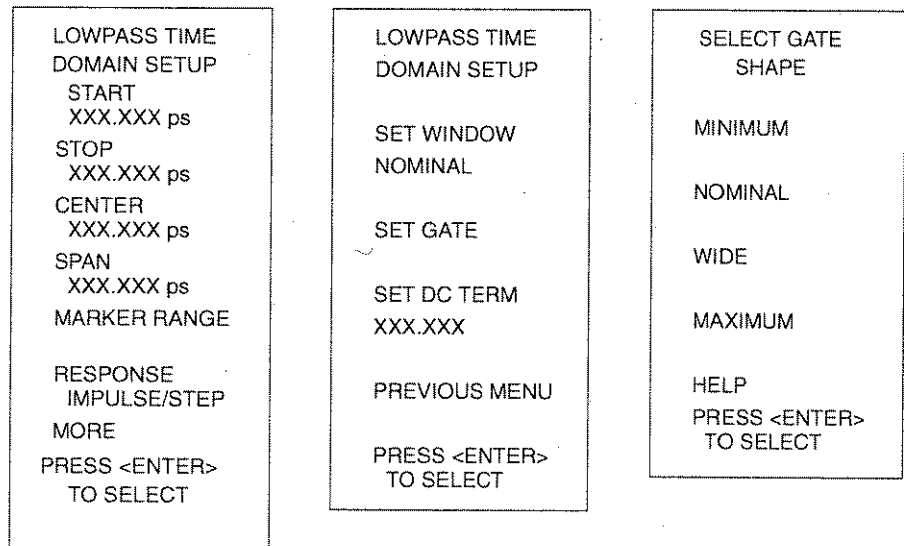 LOWPASS TIME
DOMAIN SETUP
START
XXX.XXX ps
STOP
XXX.XXX ps
CENTER
XXX.XXX ps
SPAN
XXX.XXX ps
MARKER RANGE
RESPONSE
IMPULSE/STEP
MORE
PRESS <ENTER>
TO SELECT
LOWPASS TIME
DOMAIN SETUP
SET WINDOW
NOMINAL
SET GATE
SET DC TERM
XXX.XXX
PREVIOUS MENU
PRESS <ENTER>
TO SELECT
SELECT GATE
SHAPE
MINIMUM
NOMINAL
WIDE
MAXIMUM
HELP
PRESS <ENTER>
TO SELECT